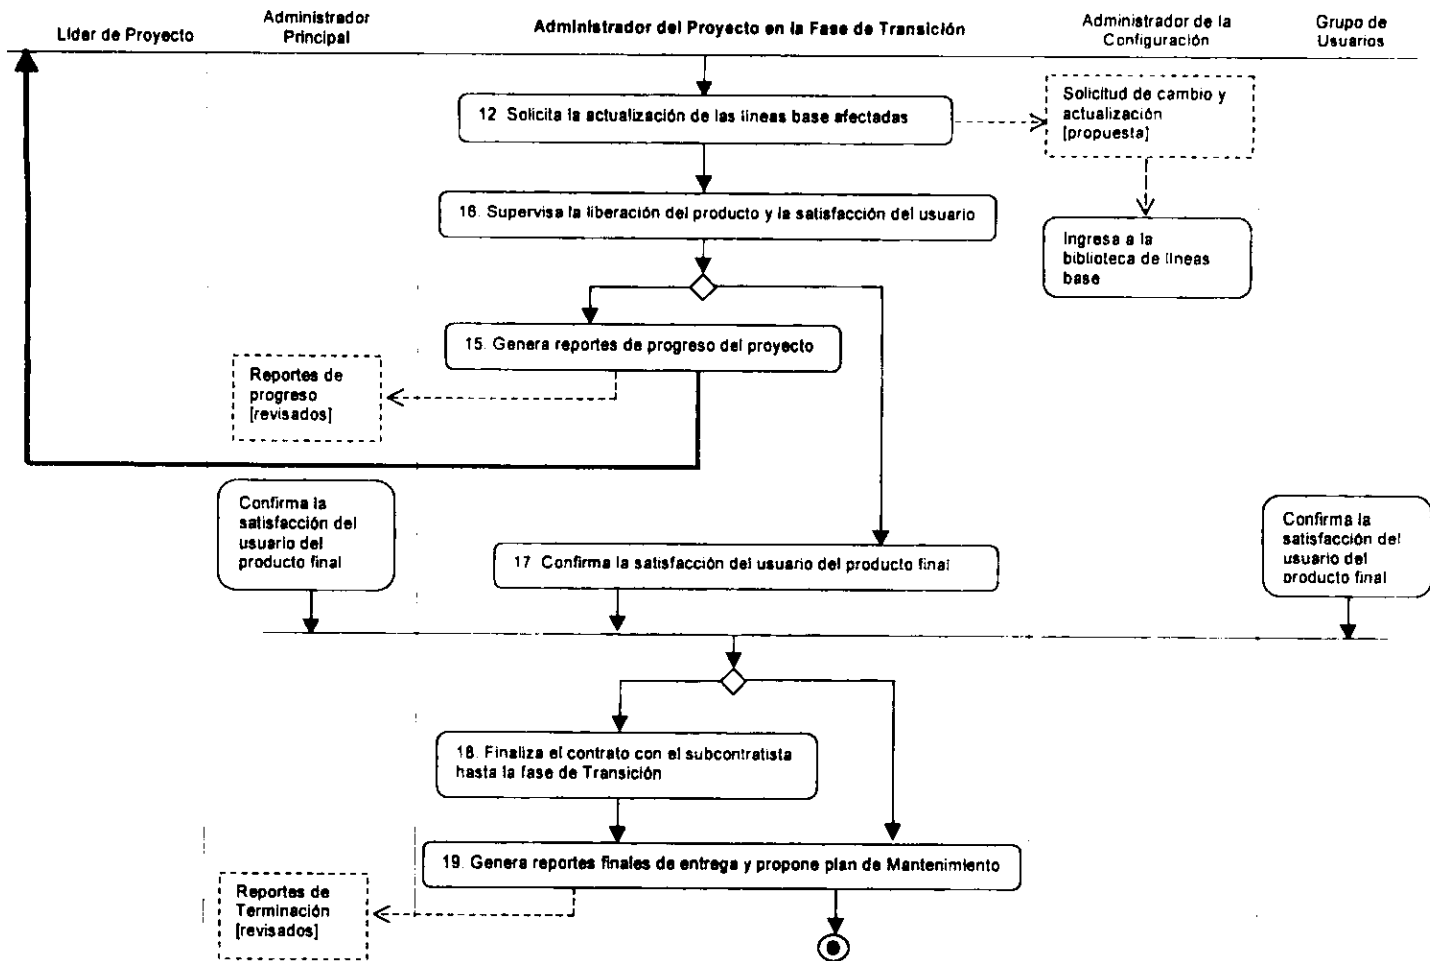 Líder de Proyecto
Administrador
Principal
Administrador del Proyecto en la Fase de Transición
Administrador de la
Configuración
Grupo de
Usuarios
12 Solicita la actualización de las líneas base afectadas
Solicitud de cambio y
actualización
[propuesta]
16. Supervisa la liberación del producto y la satisfacción del usuario
Ingresa a la
biblioteca de líneas
base
15. Genera reportes de progreso del proyecto
Reportes de
progreso
[revisados]
Confirma la
satisfacción del
usuario del
producto final
17 Confirma la satisfacción del usuario del producto final
Confirma la
satisfacción del
usuario del
producto final
18. Finaliza el contrato con el subcontratista
hasta la fase de Transición
19. Genera reportes finales de entrega y propone plan de Mantenimiento
Reportes de
Terminación
[revisados]